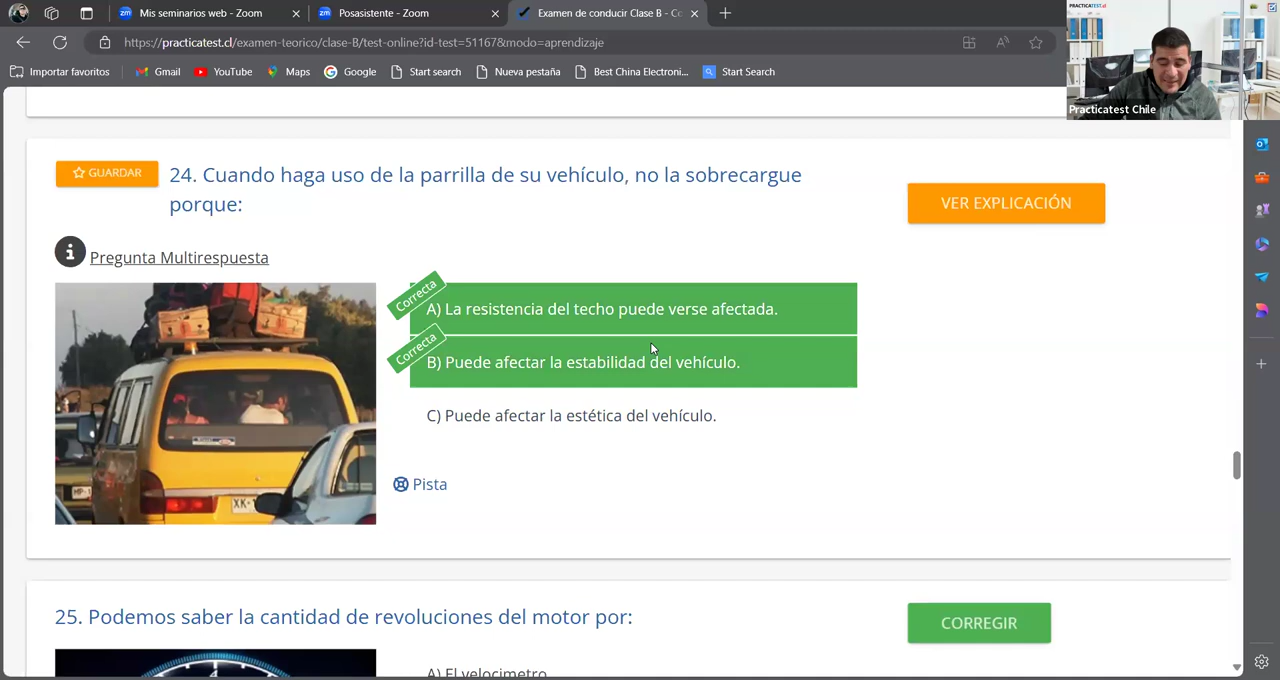 Mis seminarios web - Zoom
Posasistente - Zoom
Examen de conducir Clase B - Co
https://practicatest.cl/examen-teorico/clase-B/test-online?id-test=51167&modo=aprendizaje
Importar favoritos
Gmail
YouTube
Maps
Google
Start search
Nueva pestaña
Best China Electroni...
Start Search
PRACTICATEST.cl
Practicatest Chile
GUARDAR
24. Cuando haga uso de la parrilla de su vehículo, no la sobrecargue
porque:
VER EXPLICACIÓN
Pregunta Multirespuesta
Correcta
A) La resistencia del techo puede verse afectada.
Correcta
B) Puede afectar la estabilidad del vehículo.
C) Puede afectar la estética del vehículo.
Pista
25. Podemos saber la cantidad de revoluciones del motor por:
CORREGIR
A) El velocimetro